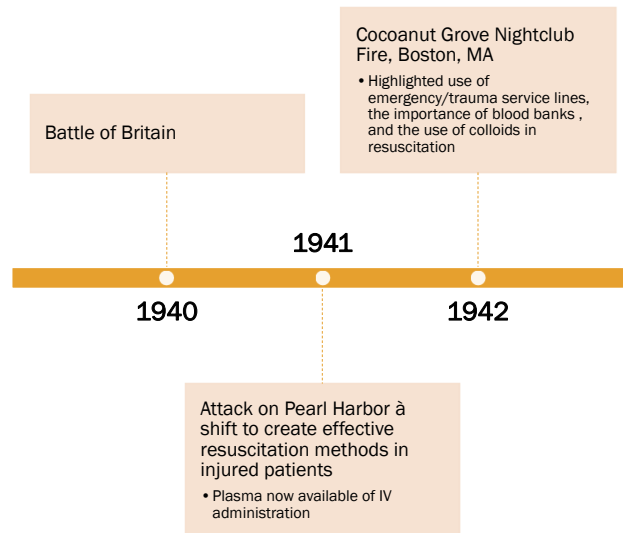 Cocoanut Grove Nightclub
Fire, Boston, MA
• Highlighted use of
emergency/trauma service lines,
the importance of blood banks ,
and the use of colloids in
resuscitation
Battle of Britain
1941
1940
1942
Attack on Pearl Harbor à
shift to create effective
resuscitation methods in
injured patients
• Plasma now available of IV
administration